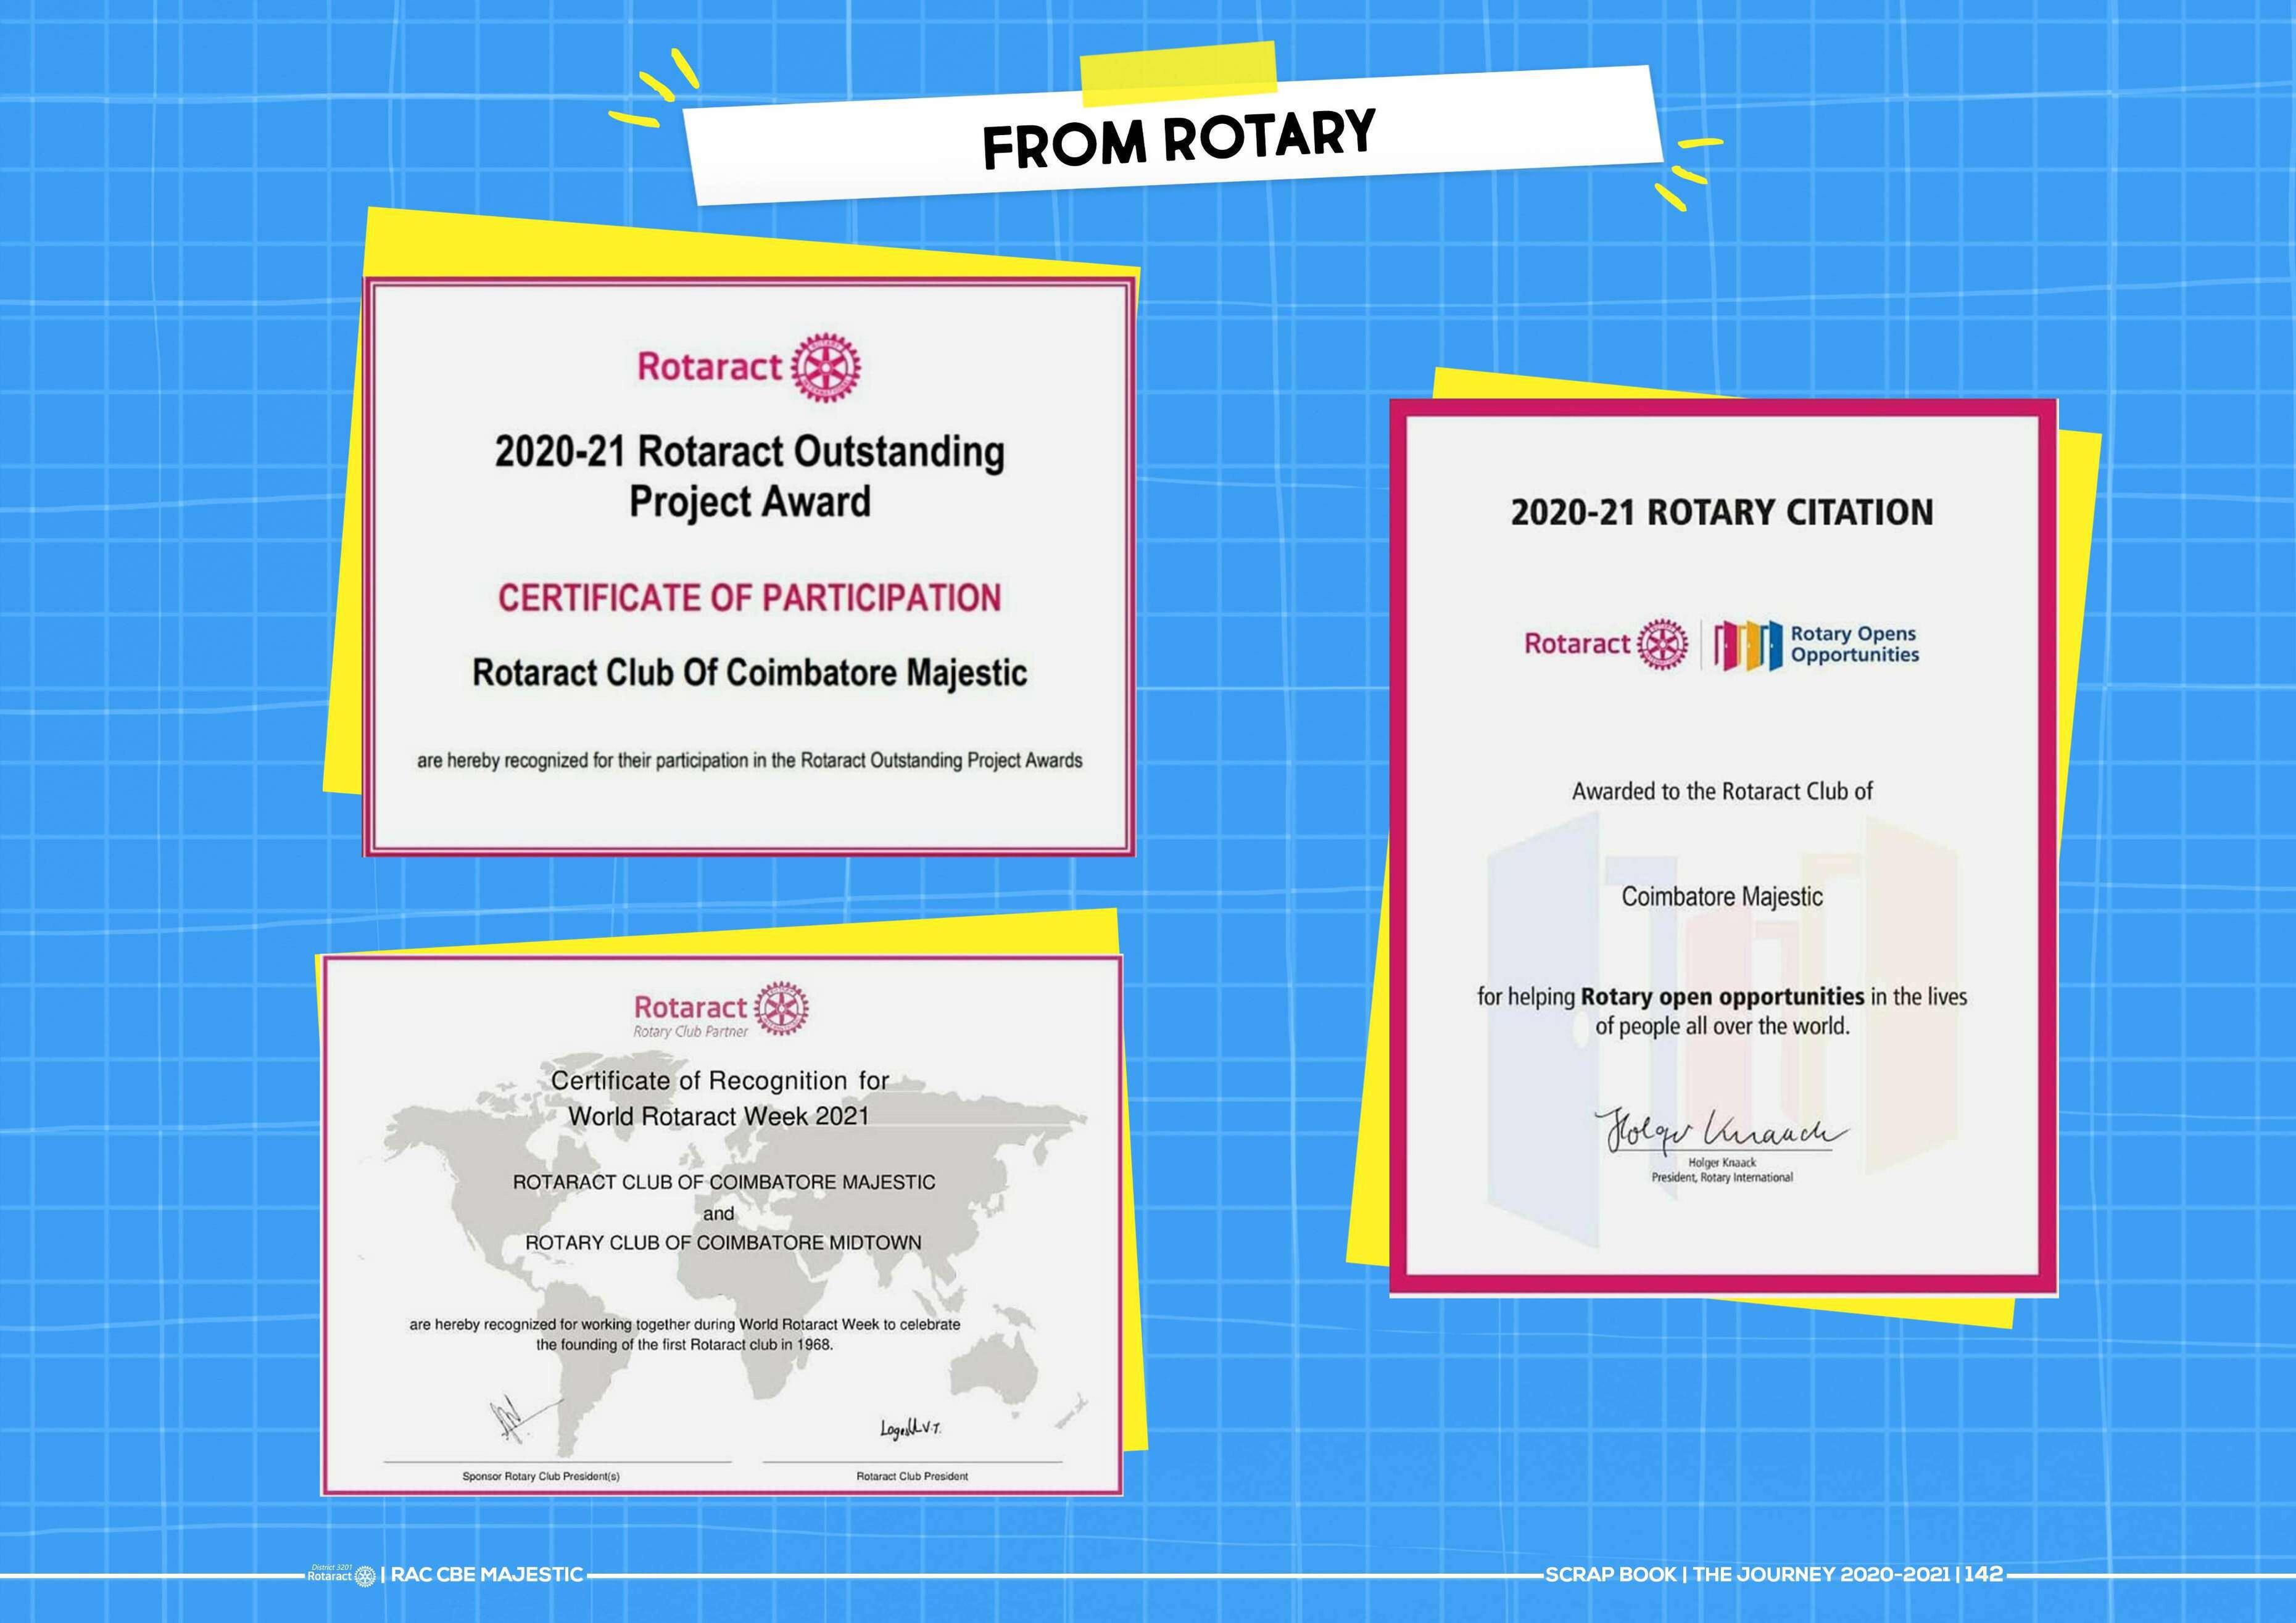 FROM ROTARY
Rotaract
2020-21 Rotaract Outstanding
Project Award
CERTIFICATE OF PARTICIPATION
Rotaract Club Of Coimbatore Majestic
are hereby recognized for their participation in the Rotaract Outstanding Project Awards
Rotaract
Rotary Club Partner
Certificate of Recognition for
World Rotaract Week 2021
ROTARACT CLUB OF COIMBATORE MAJESTIC
and
ROTARY CLUB OF COIMBATORE MIDTOWN
are hereby recognized for working together during World Rotaract Week to celebrate
the founding of the first Rotaract club in 1968.
Sponsor Rotary Club President(s)
Rotaract Club President
2020-21 ROTARY CITATION
Rotaract
Rotary Opens
Opportunities
Awarded to the Rotaract Club of
Coimbatore Majestic
for helping Rotary open opportunities in the lives
of people all over the world.
Holger Knaack
Holger Knaack
President, Rotary International
District 3201
Rotaract | RAC CBE MAJESTIC
SCRAP BOOK | THE JOURNEY 2020-2021 | 142